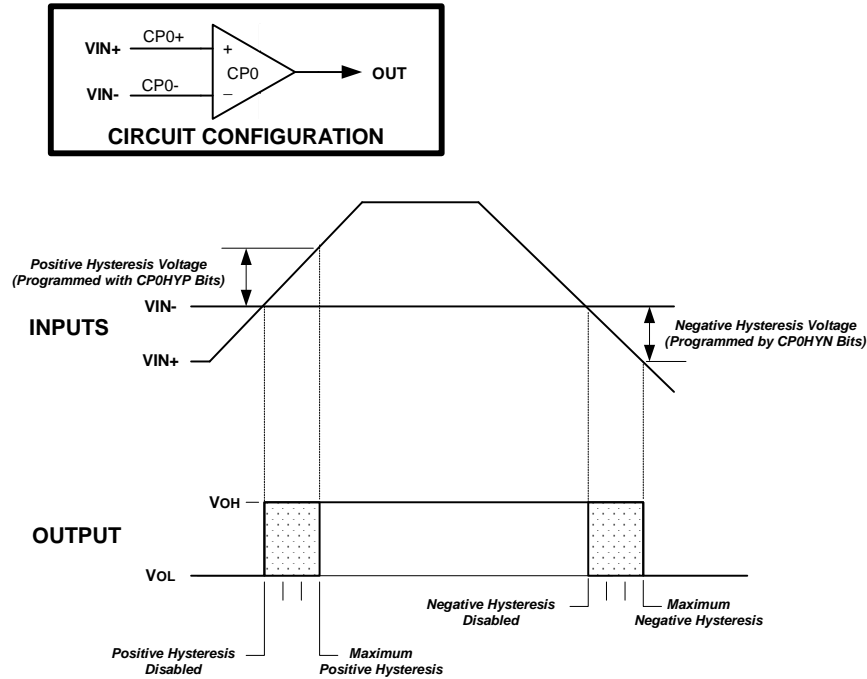 VIN+
CP0+
+
CP0
OUT
VIN-
CP0-
−
CIRCUIT CONFIGURATION
Positive Hysteresis Voltage
(Programmed with CP0HYP Bits)
VIN-
INPUTS
VIN+
Negative Hysteresis Voltage
(Programmed by CP0HYN Bits)
VOH
OUTPUT
VOL
Negative Hysteresis
Disabled
Maximum
Negative Hysteresis
Positive Hysteresis
Disabled
Maximum
Positive Hysteresis